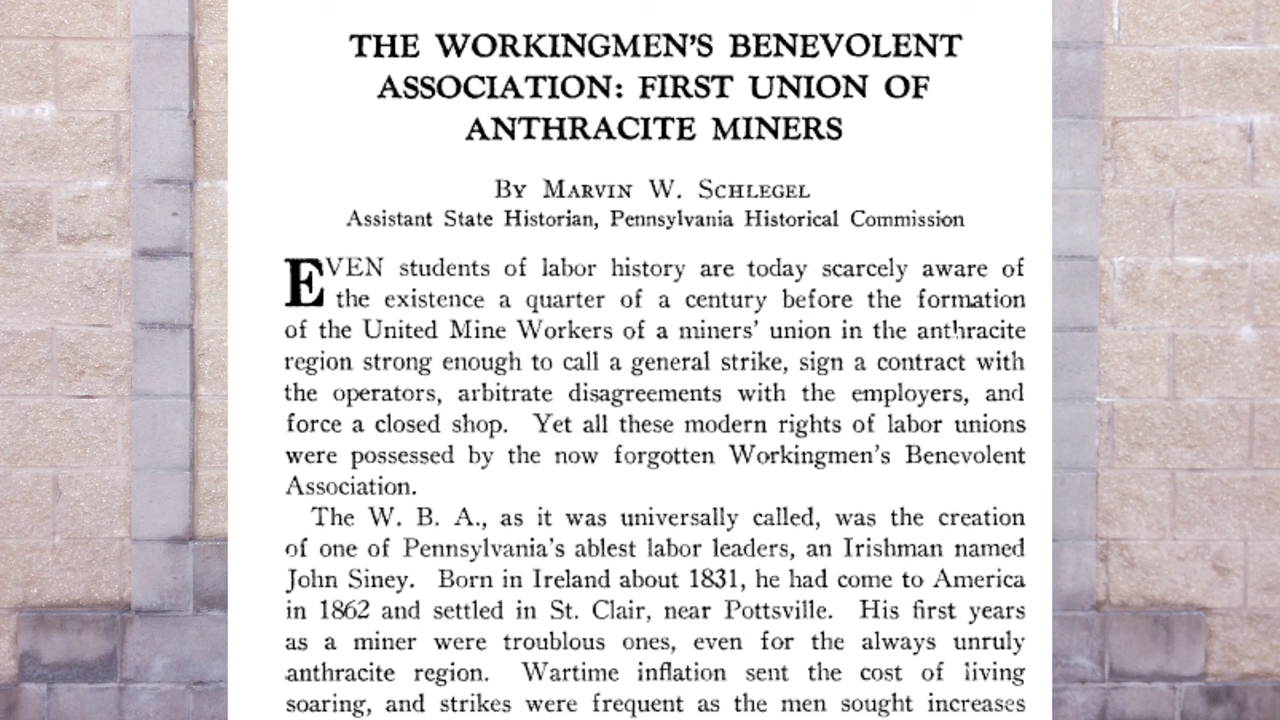 THE WORKINGMEN'S BENEVOLENT
ASSOCIATION: FIRST UNION OF
ANTHRACITE MINERS
By Marvin W. Schlegel
Assistant State Historian, Pennsylvania Historical Commission
EVEN students of labor history are today scarcely aware of
the existence a quarter of a century before the formation
of the United Mine Workers of a miners' union in the anthracite
region strong enough to call a general strike, sign a contract with
the operators, arbitrate disagreements with the employers, and
force a closed shop. Yet all these modern rights of labor unions
were possessed by the now forgotten Workingmen's Benevolent
Association.
The W. B. A., as it was universally called, was the creation
of one of Pennsylvania's ablest labor leaders, an Irishman named
John Siney. Born in Ireland about 1831, he had come to America
in 1862 and settled in St. Clair, near Pottsville. His first years
as a miner were troublous ones, even for the always unruly
anthracite region. Wartime inflation sent the cost of living
soaring, and strikes were frequent as the men sought increases